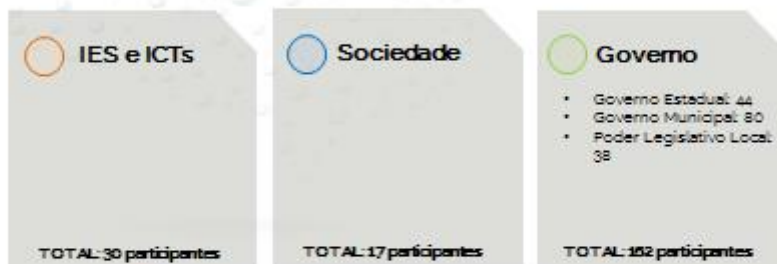 IES e ICTs
TOTAL: 30 participantes
Sociedade
TOTAL: 17 participantes
Governo
• Governo Estadual: 44
• Governo Municipal: 80
• Poder Legislativo Local:
38
TOTAL: 162 participantes